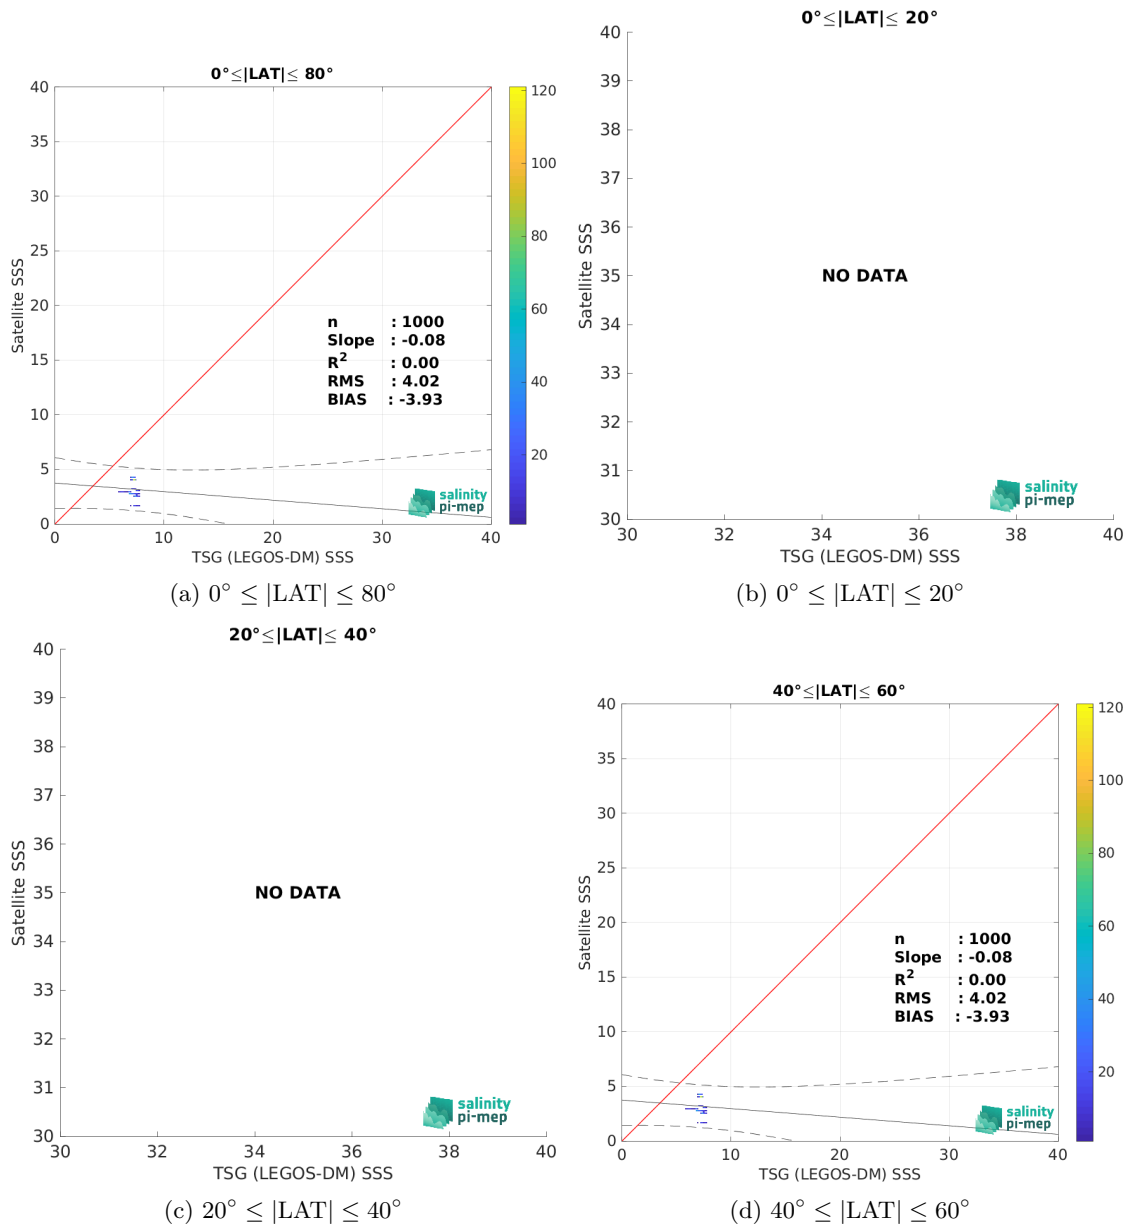 0°≤|LAT|≤ 80°
Satellite SSS
40
35
30
25
20
15
10
5
0
0
10
20
30
40
TSG (LEGOS-DM) SSS
120
100
80
60
40
20
n : 1000
Slope : -0.08
R² : 0.00
RMS : 4.02
BIAS : -3.93
salinity
pi-mep
(a) 0° ≤ |LAT| ≤ 80°
0°≤|LAT|≤ 20°
Satellite SSS
40
39
38
37
36
35
34
33
32
31
30
30
32
34
36
38
40
TSG (LEGOS-DM) SSS
NO DATA
salinity
pi-mep
(b) 0° ≤ |LAT| ≤ 20°
20°≤|LAT|≤ 40°
Satellite SSS
40
39
38
37
36
35
34
33
32
31
30
30
32
34
36
38
40
TSG (LEGOS-DM) SSS
NO DATA
salinity
pi-mep
(c) 20° ≤ |LAT| ≤ 40°
40°≤|LAT|≤ 60°
Satellite SSS
40
35
30
25
20
15
10
5
0
0
10
20
30
40
TSG (LEGOS-DM) SSS
120
100
80
60
40
20
n : 1000
Slope : -0.08
R² : 0.00
RMS : 4.02
BIAS : -3.93
salinity
pi-mep
(d) 40° ≤ |LAT| ≤ 60°